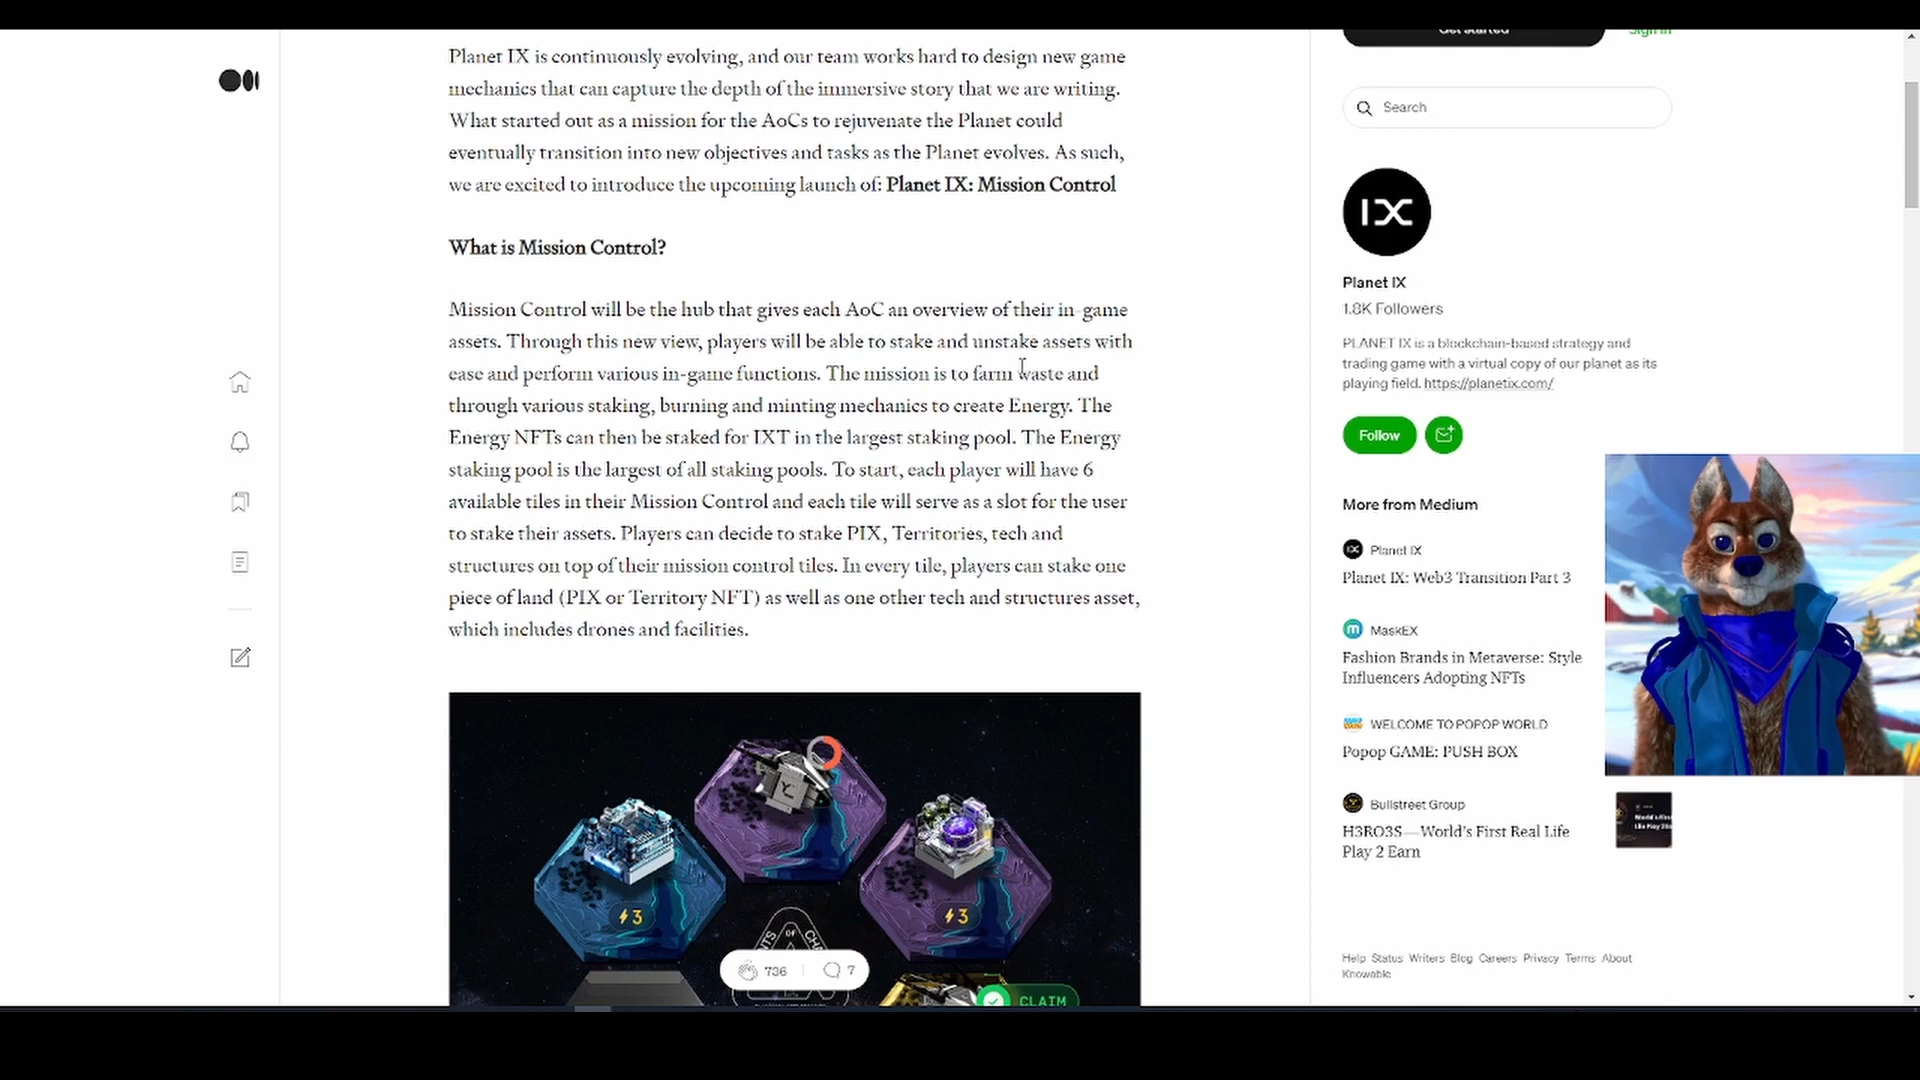 Planet IX is continuously evolving, and our team works hard to design new game
mechanics that can capture the depth of the immersive story that we are writing.
What started out as a mission for the AoCs to rejuvenate the Planet could
eventually transition into new objectives and tasks as the Planet evolves. As such,
we are excited to introduce the upcoming launch of: Planet IX: Mission Control
What is Mission Control?
Mission Control will be the hub that gives each AoC an overview of their in-game
assets. Through this new view, players will be able to stake and unstake assets with
ease and perform various in-game functions. The mission is to farm waste and
through various staking, burning and minting mechanics to create Energy. The
Energy NFTs can then be staked for IXT in the largest staking pool. The Energy
staking pool is the largest of all staking pools. To start, each player will have 6
available tiles in their Mission Control and each tile will serve as a slot for the user
to stake their assets. Players can decide to stake PIX, Territories, tech and
structures on top of their mission control tiles. In every tile, players can stake one
piece of land (PIX or Territory NFT) as well as one other tech and structures asset,
which includes drones and facilities.
3
3
OF
736
7
CLAIM
Get started
Sign In
Search
IX
Planet IX
1.8K Followers
PLANET IX is a blockchain-based strategy and
trading game with a virtual copy of our planet as its
playing field. https://planetix.com/
Follow
More from Medium
Planet IX
Planet IX: Web3 Transition Part 3
MaskEX
Fashion Brands in Metaverse: Style
Influencers Adopting NFTs
WELCOME TO POPOP WORLD
Popop GAME: PUSH BOX
Bullstreet Group
H3RO3S—World's First Real Life
Play 2 Earn
Help Status Writers Blog Careers Privacy Terms About
Knowable